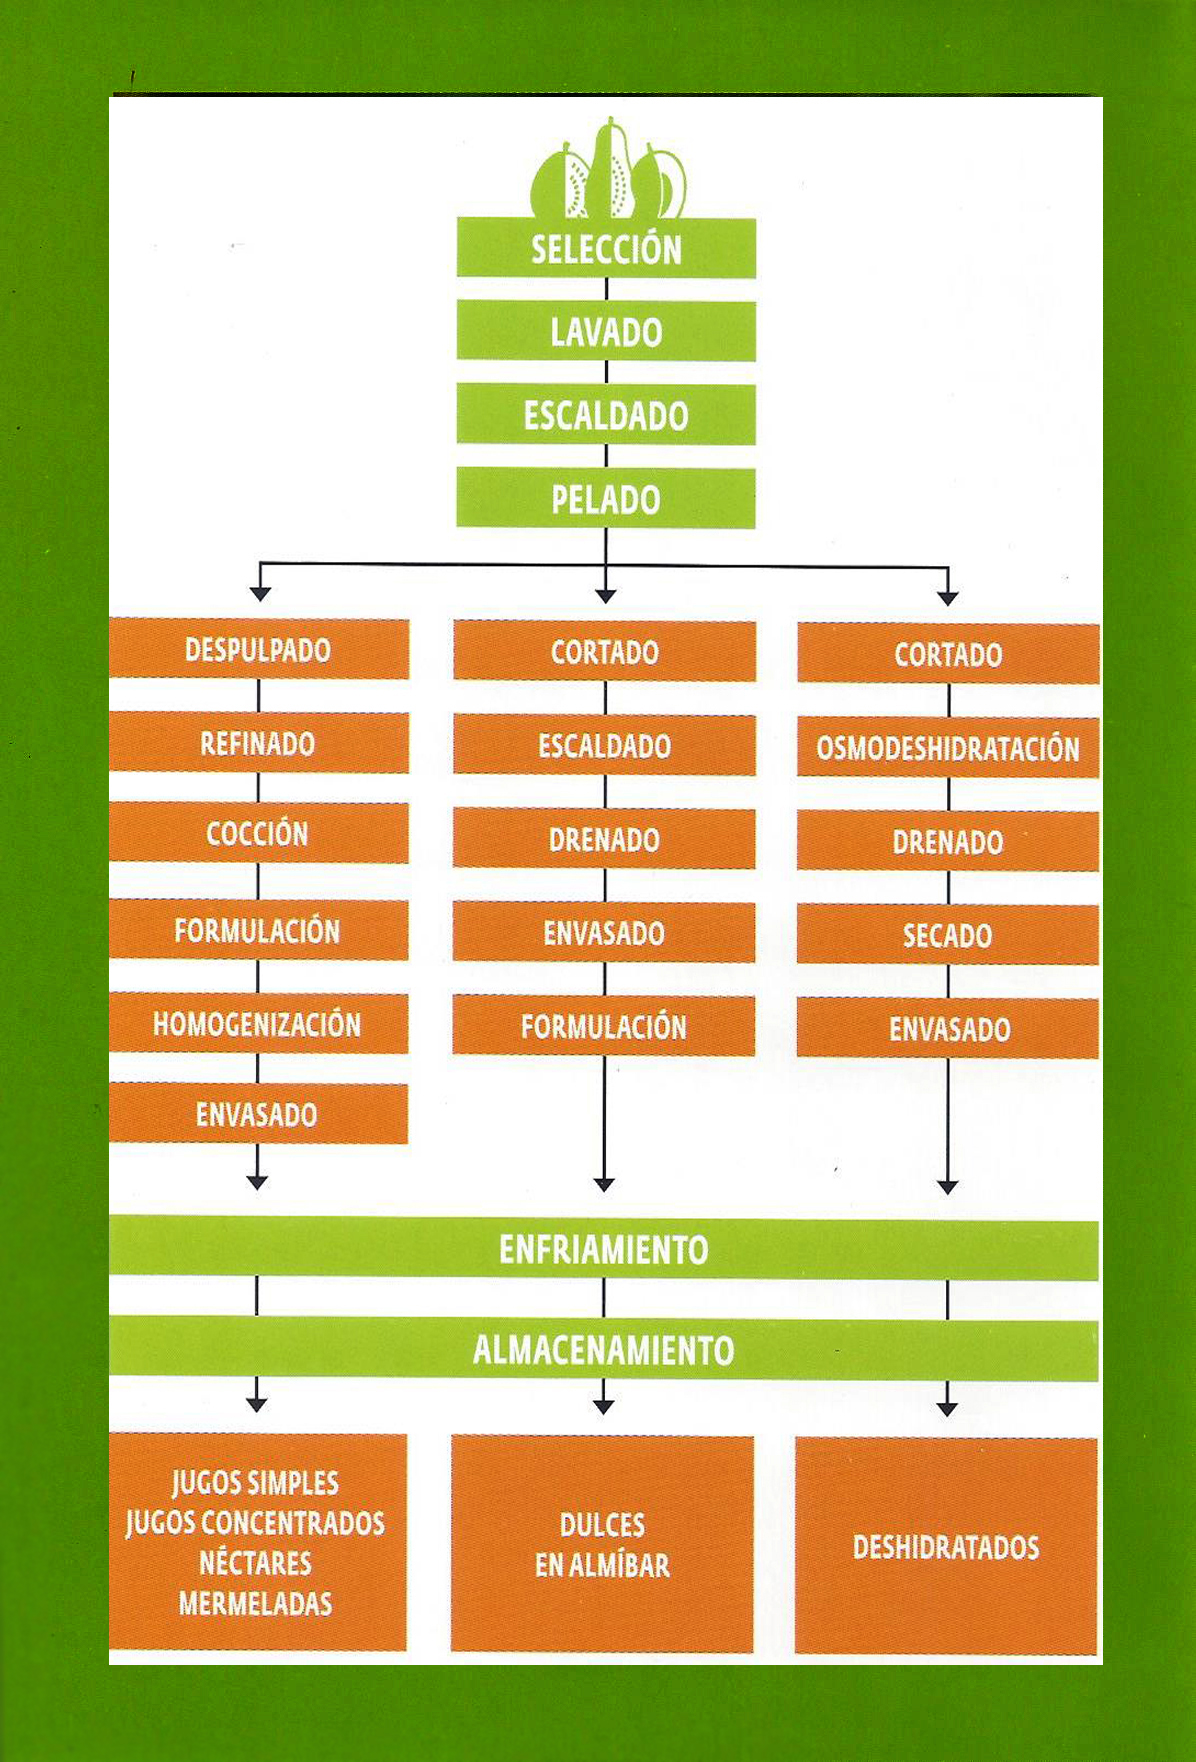 SELECCIÓN
LAVADO
ESCALDADO
PELADO
DESPULPADO
REFINADO
COCCIÓN
FORMULACIÓN
HOMOGENIZACIÓN
ENVASADO
CORTADO
ESCALDADO
DRENADO
ENVASADO
FORMULACIÓN
CORTADO
OSMODESHIDRATACIÓN
DRENADO
SECADO
ENVASADO
ENFRIAMIENTO
ALMACENAMIENTO
JUGOS SIMPLES
JUGOS CONCENTRADOS
NÉCTARES
MERMELADAS
DULCES
EN ALMÍBAR
DESHIDRATADOS